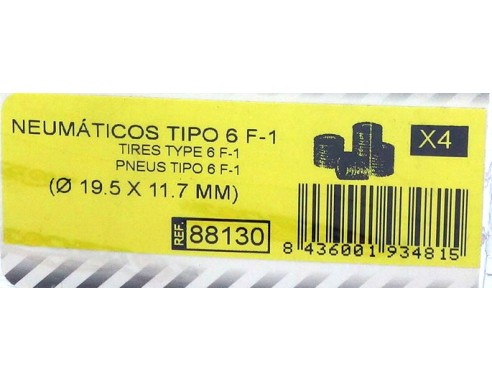 NEUMÁTICOS TIPO 6 F-1
TIRES TYPE 6 F-1
PNEUS TIPO 6 F-1
(Ø 19.5 X 11.7 MM)
X4
REF. 88130
8 436001 934815